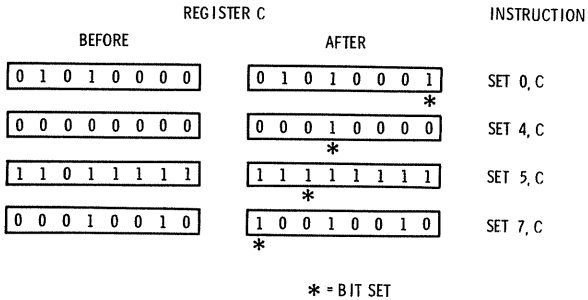 REGISTER C INSTRUCTION
BEFORE AFTER
0 1 0 1 0 0 0 0 0 1 0 1 0 0 0 1 SET 0, C
*
0 0 0 0 0 0 0 0 0 0 0 1 0 0 0 0 SET 4, C
*
1 1 0 1 1 1 1 1 1 1 1 1 1 1 1 1 SET 5, C
*
0 0 0 1 0 0 1 0 1 0 0 1 0 0 1 0 SET 7, C
*
* = BIT SET